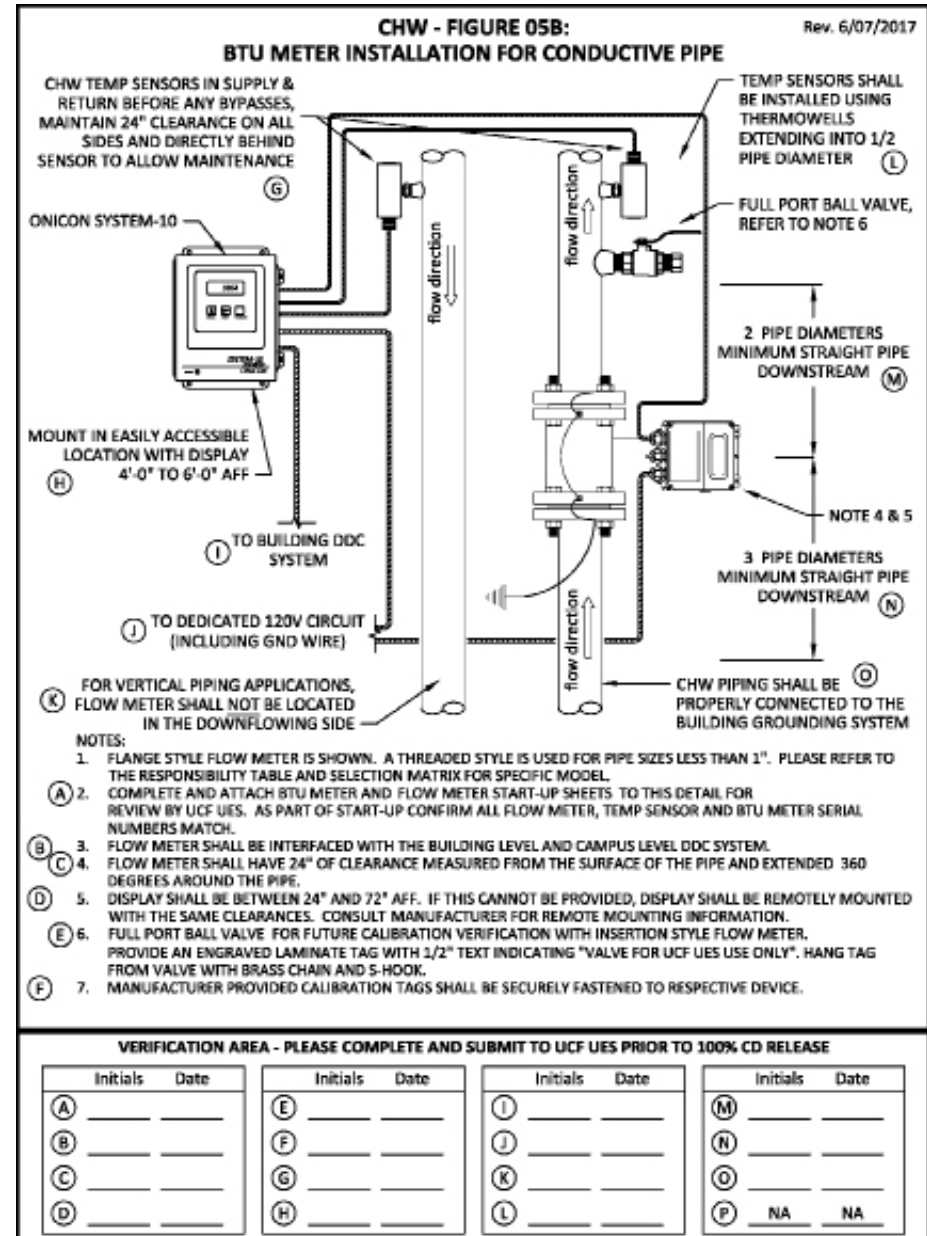 CHW - FIGURE 05B:
Rev. 6/07/2017
BTU METER INSTALLATION FOR CONDUCTIVE PIPE
CHW TEMP SENSORS IN SUPPLY &
RETURN BEFORE ANY BYPASSES,
MAINTAIN 24" CLEARANCE ON ALL
SIDES AND DIRECTLY BEHIND
SENSOR TO ALLOW MAINTENANCE
G
TEMP SENSORS SHALL
BE INSTALLED USING
THERMOWELLS
EXTENDING INTO 1/2
PIPE DIAMETER L
ONICON SYSTEM-10
FULL PORT BALL VALVE,
REFER TO NOTE 6
flow direction
flow direction
2 PIPE DIAMETERS
MINIMUM STRAIGHT PIPE
DOWNSTREAM M
MOUNT IN EASILY ACCESSIBLE
LOCATION WITH DISPLAY
H 4'-0" TO 6'-0" AFF
NOTE 4 & 5
I TO BUILDING DDC
SYSTEM
3 PIPE DIAMETERS
MINIMUM STRAIGHT PIPE
DOWNSTREAM N
J TO DEDICATED 120V CIRCUIT
(INCLUDING GND WIRE)
flow direction
K FOR VERTICAL PIPING APPLICATIONS,
FLOW METER SHALL NOT BE LOCATED
IN THE DOWNFLOWING SIDE
CHW PIPING SHALL BE O
PROPERLY CONNECTED TO THE
BUILDING GROUNDING SYSTEM
NOTES:
1. FLANGE STYLE FLOW METER IS SHOWN. A THREADED STYLE IS USED FOR PIPE SIZES LESS THAN 1". PLEASE REFER TO
THE RESPONSIBILITY TABLE AND SELECTION MATRIX FOR SPECIFIC MODEL.
A 2. COMPLETE AND ATTACH BTU METER AND FLOW METER START-UP SHEETS TO THIS DETAIL FOR
REVIEW BY UCF UES. AS PART OF START-UP CONFIRM ALL FLOW METER, TEMP SENSOR AND BTU METER SERIAL
NUMBERS MATCH.
B 3. FLOW METER SHALL BE INTERFACED WITH THE BUILDING LEVEL AND CAMPUS LEVEL DDC SYSTEM.
C 4. FLOW METER SHALL HAVE 24" OF CLEARANCE MEASURED FROM THE SURFACE OF THE PIPE AND EXTENDED 360
DEGREES AROUND THE PIPE.
D 5. DISPLAY SHALL BE BETWEEN 24" AND 72" AFF. IF THIS CANNOT BE PROVIDED, DISPLAY SHALL BE REMOTELY MOUNTED
WITH THE SAME CLEARANCES. CONSULT MANUFACTURER FOR REMOTE MOUNTING INFORMATION.
E 6. FULL PORT BALL VALVE FOR FUTURE CALIBRATION VERIFICATION WITH INSERTION STYLE FLOW METER.
PROVIDE AN ENGRAVED LAMINATE TAG WITH 1/2" TEXT INDICATING "VALVE FOR UCF UES USE ONLY". HANG TAG
FROM VALVE WITH BRASS CHAIN AND S-HOOK.
F 7. MANUFACTURER PROVIDED CALIBRATION TAGS SHALL BE SECURELY FASTENED TO RESPECTIVE DEVICE.
VERIFICATION AREA - PLEASE COMPLETE AND SUBMIT TO UCF UES PRIOR TO 100% CD RELEASE
Initials Date Initials Date Initials Date Initials Date
A E I M
B F J N
C G K O
D H L P NA NA